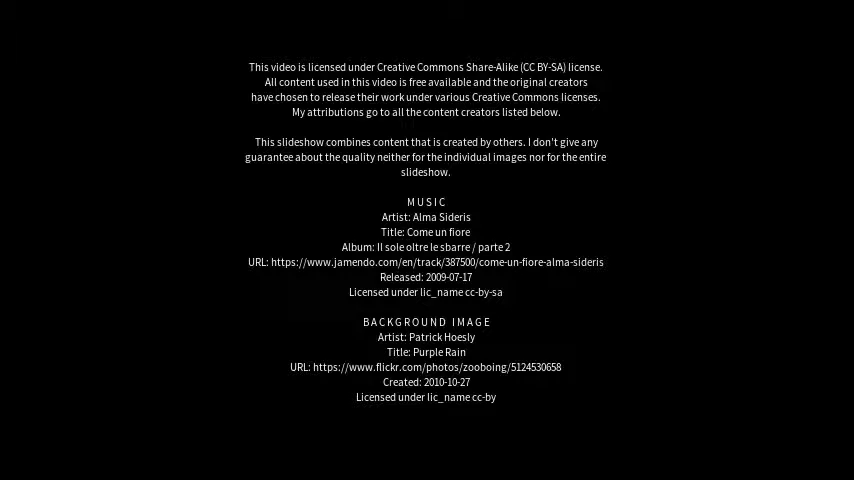 This video is licensed under Creative Commons Share-Alike (CC BY-SA) license.
All content used in this video is free available and the original creators
have chosen to release their work under various Creative Commons licenses.
My attributions go to all the content creators listed below.
This slideshow combines content that is created by others. I don't give any
guarantee about the quality neither for the individual images nor for the entire
slideshow.
MUSIC
Artist: Alma Sideris
Title: Come un fiore
Album: Il sole oltre le sbarre / parte 2
URL: https://www.jamendo.com/en/track/387500/come-un-fiore-alma-sideris
Released: 2009-07-17
Licensed under lic_name cc-by-sa
BACKGROUND IMAGE
Artist: Patrick Hoesly
Title: Purple Rain
URL: https://www.flickr.com/photos/zooboing/5124530658
Created: 2010-10-27
Licensed under lic_name cc-by